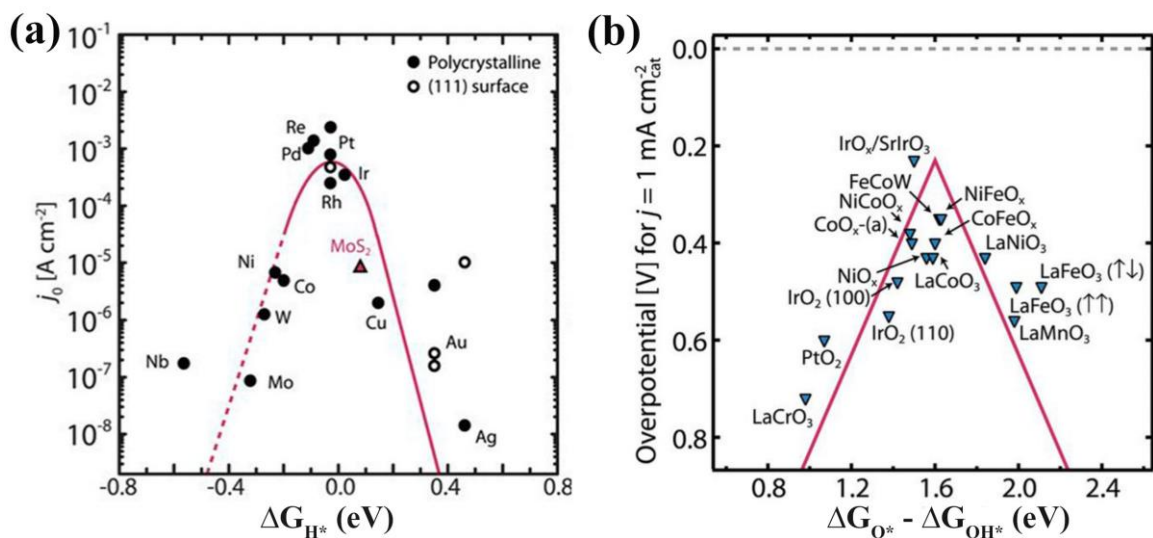 (a)
10⁻¹
10⁻²
10⁻³
10⁻⁴
10⁻⁵
10⁻⁶
10⁻⁷
10⁻⁸
j₀ [A cm⁻²]
Polycrystalline
(111) surface
Re
Pt
Pd
Ir
Rh
MoS₂
Ni
Co
W
Cu
Au
Nb
Mo
Ag
-0.8
-0.4
0.0
0.4
0.8
ΔG_H* (eV)
(b)
0.0
0.2
0.4
0.6
0.8
Overpotential [V] for j = 1 mA cm⁻²cat
IrOₓ/SrIrO₃
FeCoW
NiFeOₓ
NiCoOₓ
CoFeOₓ
CoOₓ-(a)
LaNiO₃
NiOₓ
LaCoO₃
LaFeO₃ (↑↓)
IrO₂ (100)
LaFeO₃ (↑↑)
IrO₂ (110)
LaMnO₃
PtO₂
LaCrO₃
0.8
1.2
1.6
2.0
2.4
ΔG_O* - ΔG_OH* (eV)